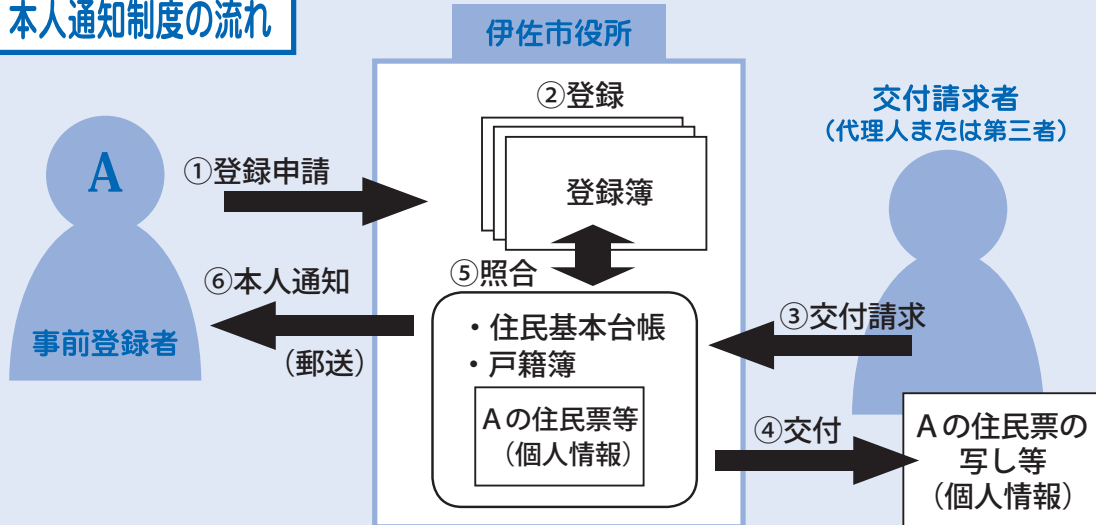 本人通知制度の流れ
伊佐市役所
②登録
登録簿
交付請求者
（代理人または第三者）
A
①登録申請
⑤照合
⑥本人通知
（郵送）
事前登録者
・住民基本台帳
・戸籍簿
Aの住民票等
（個人情報）
③交付請求
④交付
Aの住民票の
写し等
（個人情報）